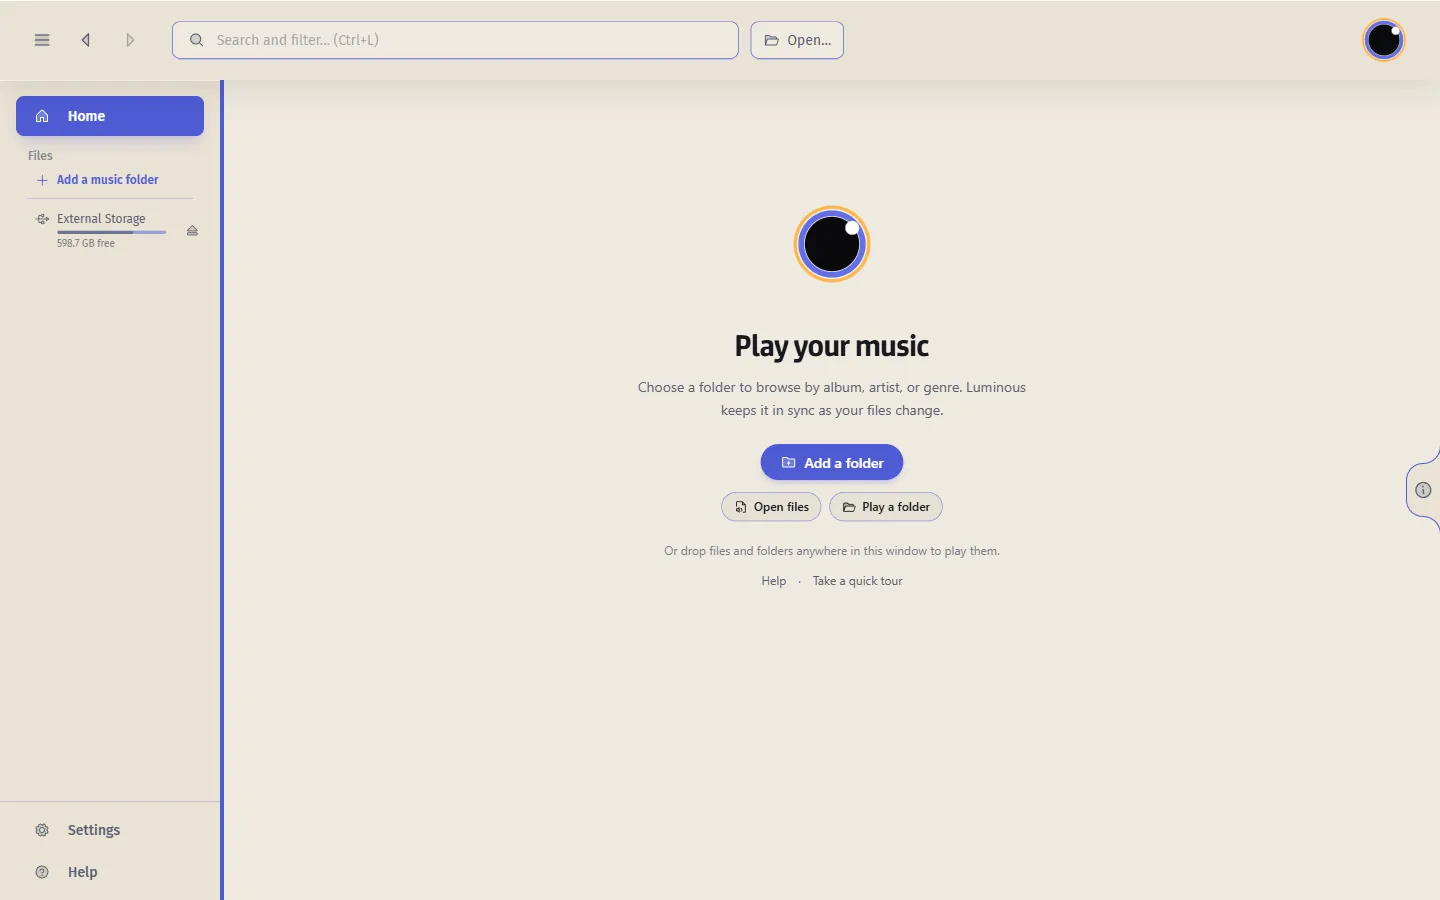 Search and filter... (Ctrl+L)
Open...
Home
Files
Add a music folder
External Storage
598.7 GB free
Play your music
Choose a folder to browse by album, artist, or genre. Luminous
keeps it in sync as your files change.
Add a folder
Open files
Play a folder
Or drop files and folders anywhere in this window to play them.
Help · Take a quick tour
Settings
Help